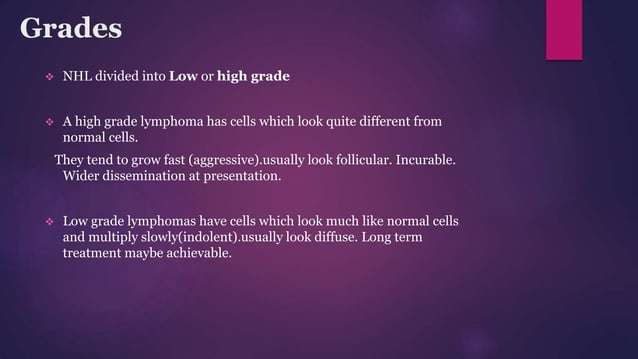 Grades
❖ NHL divided into Low or high grade
❖ A high grade lymphoma has cells which look quite different from
normal cells.
They tend to grow fast (aggressive).usually look follicular. Incurable.
Wider dissemination at presentation.
❖ Low grade lymphomas have cells which look much like normal cells
and multiply slowly(indolent).usually look diffuse. Long term
treatment maybe achievable.